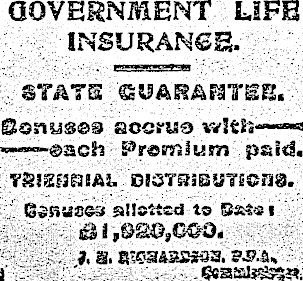 GOVERNMENT LIFE
INSURANCE.
STATE GUARANTEE.
Bonuses accrue with—
—each Premium paid.
TRIENNIAL DISTRIBUTIONS.
Bonuses allotted to Date:
£1,920,000.
J. H. RICHARDSON, F.F.A.,
Commissioner.